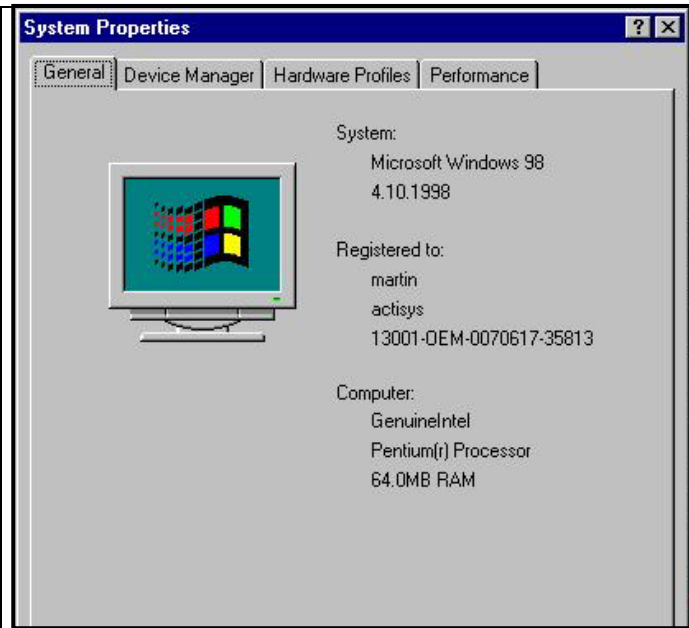 System Properties
General Device Manager Hardware Profiles Performance
System:
Microsoft Windows 98
4.10.1998
Registered to:
martin
actisys
13001-OEM-0070617-35813
Computer:
GenuineIntel
Pentium(r) Processor
64.0MB RAM